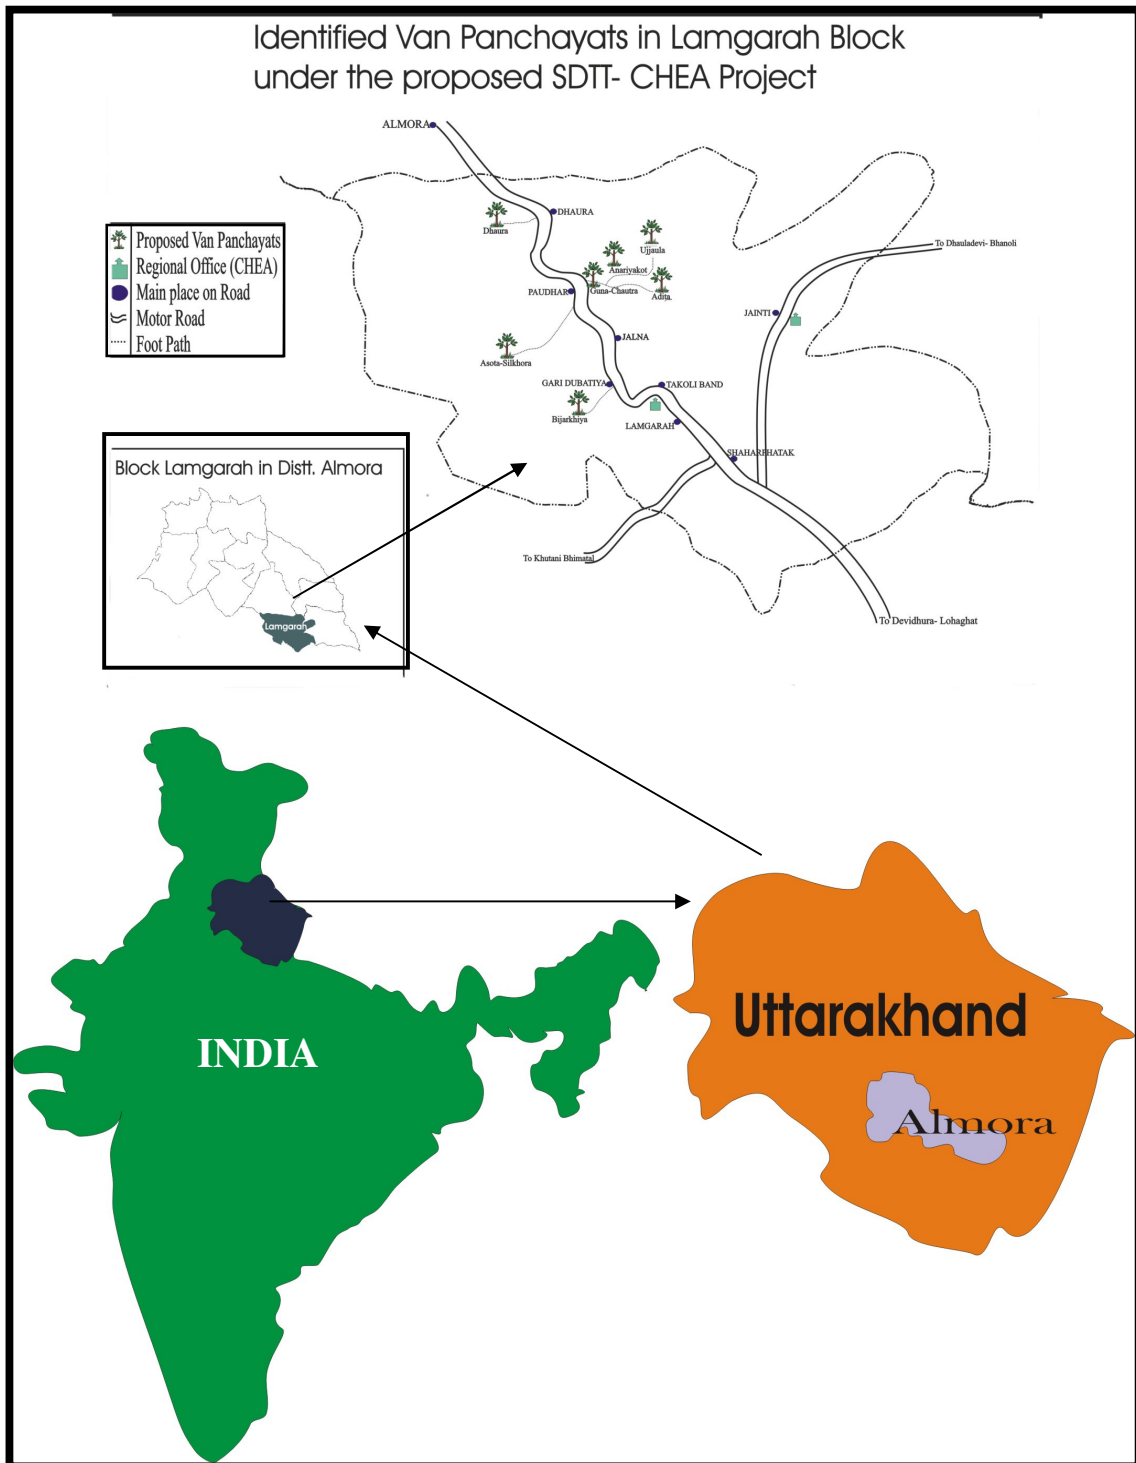 Identified Van Panchayats in Lamgarah Block
under the proposed SDTT- CHEA Project
ALMORA
DHAURA
Dhaura
Ujjaula
Anariyakot
To Dhauladevi- Bhanoli
Proposed Van Panchayats
Regional Office (CHEA)
Main place on Road
Motor Road
Foot Path
PAUDHAR
Guna-Chautra
Adita
JAINTI
JALNA
Asota-Silkhora
GARI DUBATIYA
TAKOLI BAND
Bijarkhiya
LAMGARAH
SHAHARPHATAK
Block Lamgarah in Distt. Almora
To Khutani Bhimatal
Lamgarah
To Devidhura- Lohaghat
Uttarakhand
INDIA
Almora